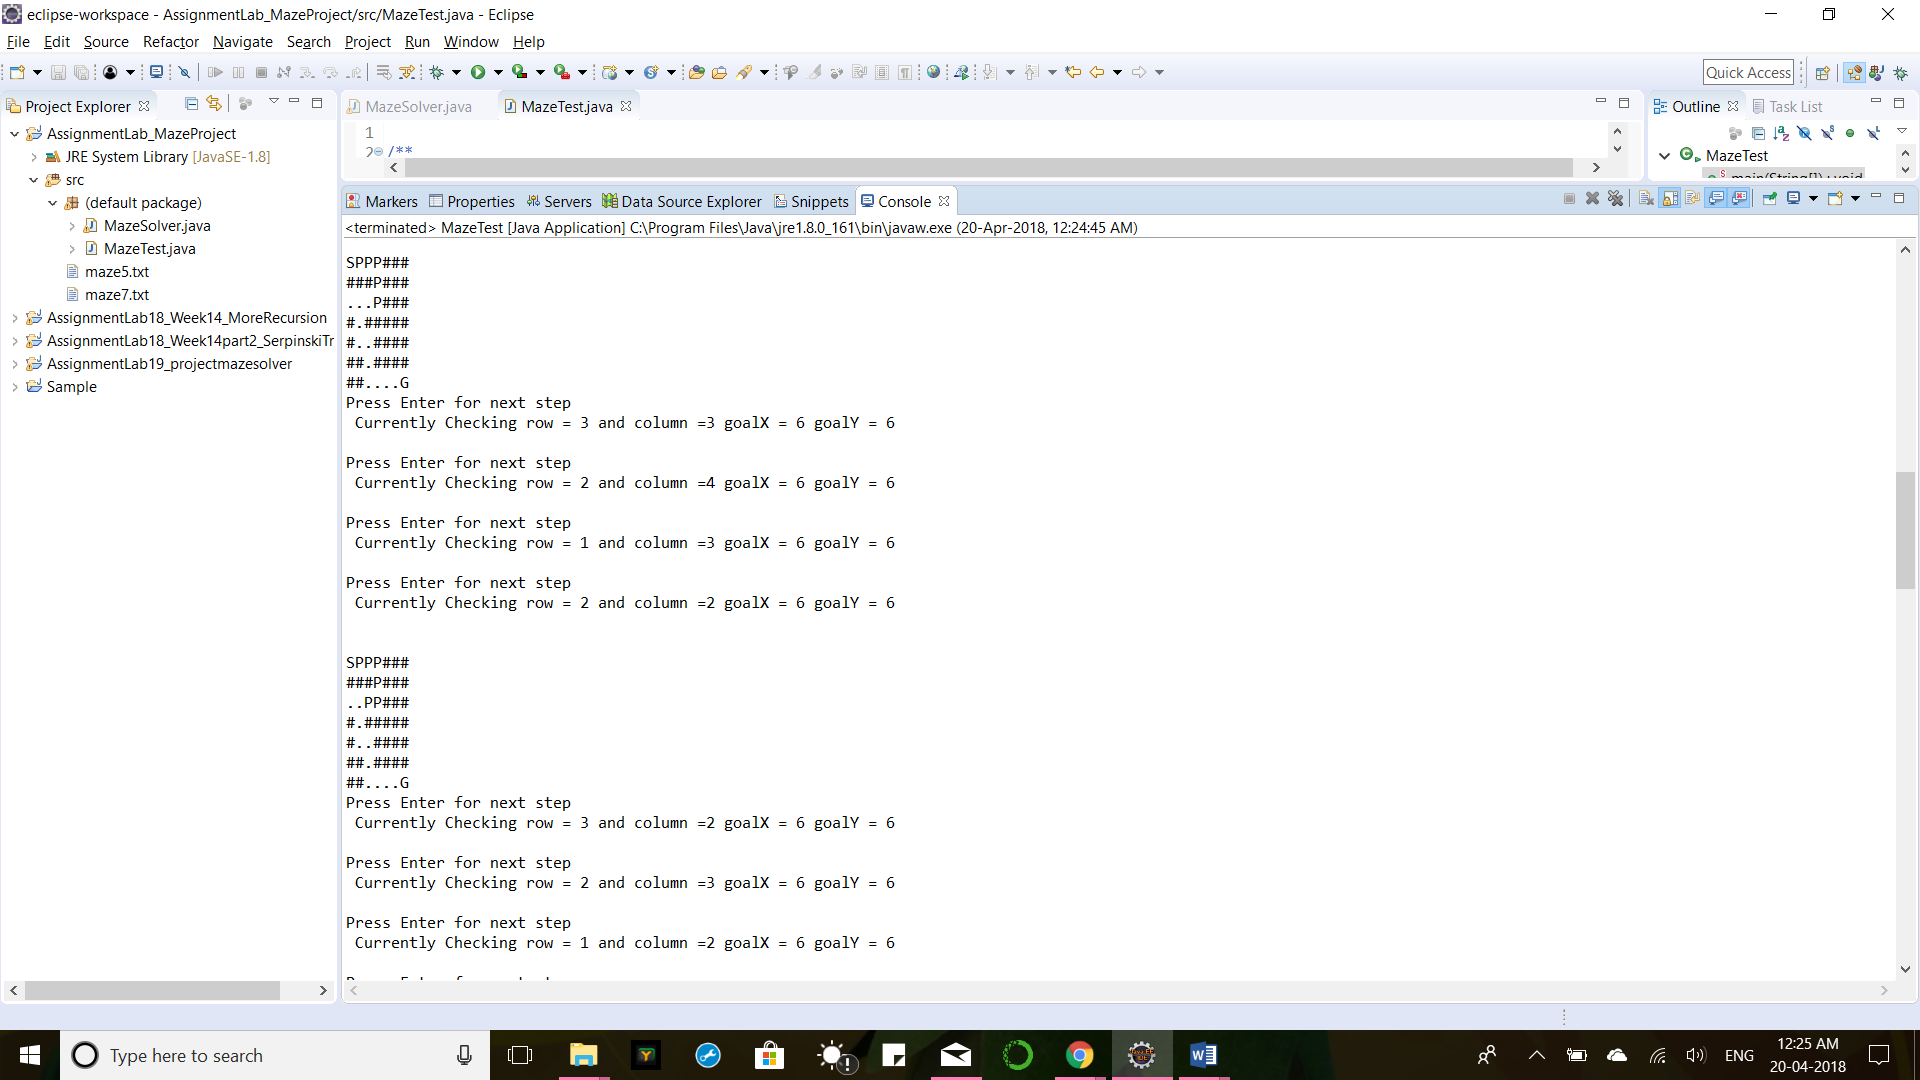 eclipse-workspace - AssignmentLab_MazeProject/src/MazeTest.java - Eclipse
File Edit Source Refactor Navigate Search Project Run Window Help
Quick Access
Project Explorer
AssignmentLab_MazeProject
JRE System Library [JavaSE-1.8]
src
(default package)
MazeSolver.java
MazeTest.java
maze5.txt
maze7.txt
AssignmentLab18_Week14_MoreRecursion
AssignmentLab18_Week14part2_SerpinskiTr
AssignmentLab19_projectmazesolver
Sample
MazeSolver.java MazeTest.java
1
2 /**
Outline Task List
MazeTest
main(String[]) : void
Markers Properties Servers Data Source Explorer Snippets Console
<terminated> MazeTest [Java Application] C:\Program Files\Java\jre1.8.0_161\bin\javaw.exe (20-Apr-2018, 12:24:45 AM)
SPPP###
###P###
...P###
#.#####
#..####
##.####
##....G
Press Enter for next step
Currently Checking row = 3 and column =3 goalX = 6 goalY = 6
Press Enter for next step
Currently Checking row = 2 and column =4 goalX = 6 goalY = 6
Press Enter for next step
Currently Checking row = 1 and column =3 goalX = 6 goalY = 6
Press Enter for next step
Currently Checking row = 2 and column =2 goalX = 6 goalY = 6
SPPP###
###P###
..PP###
#.#####
#..####
##.####
##....G
Press Enter for next step
Currently Checking row = 3 and column =2 goalX = 6 goalY = 6
Press Enter for next step
Currently Checking row = 2 and column =3 goalX = 6 goalY = 6
Press Enter for next step
Currently Checking row = 1 and column =2 goalX = 6 goalY = 6
Type here to search
ENG
12:25 AM
20-04-2018